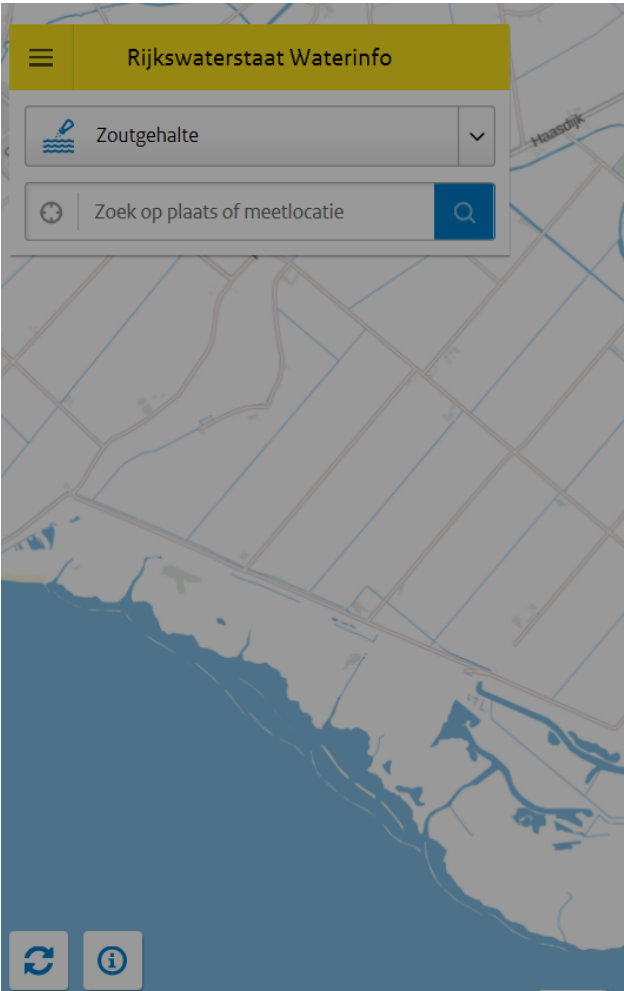 Rijkswaterstaat Waterinfo
Zoutgehalte
Haasdijk
Zoek op plaats of meetlocatie